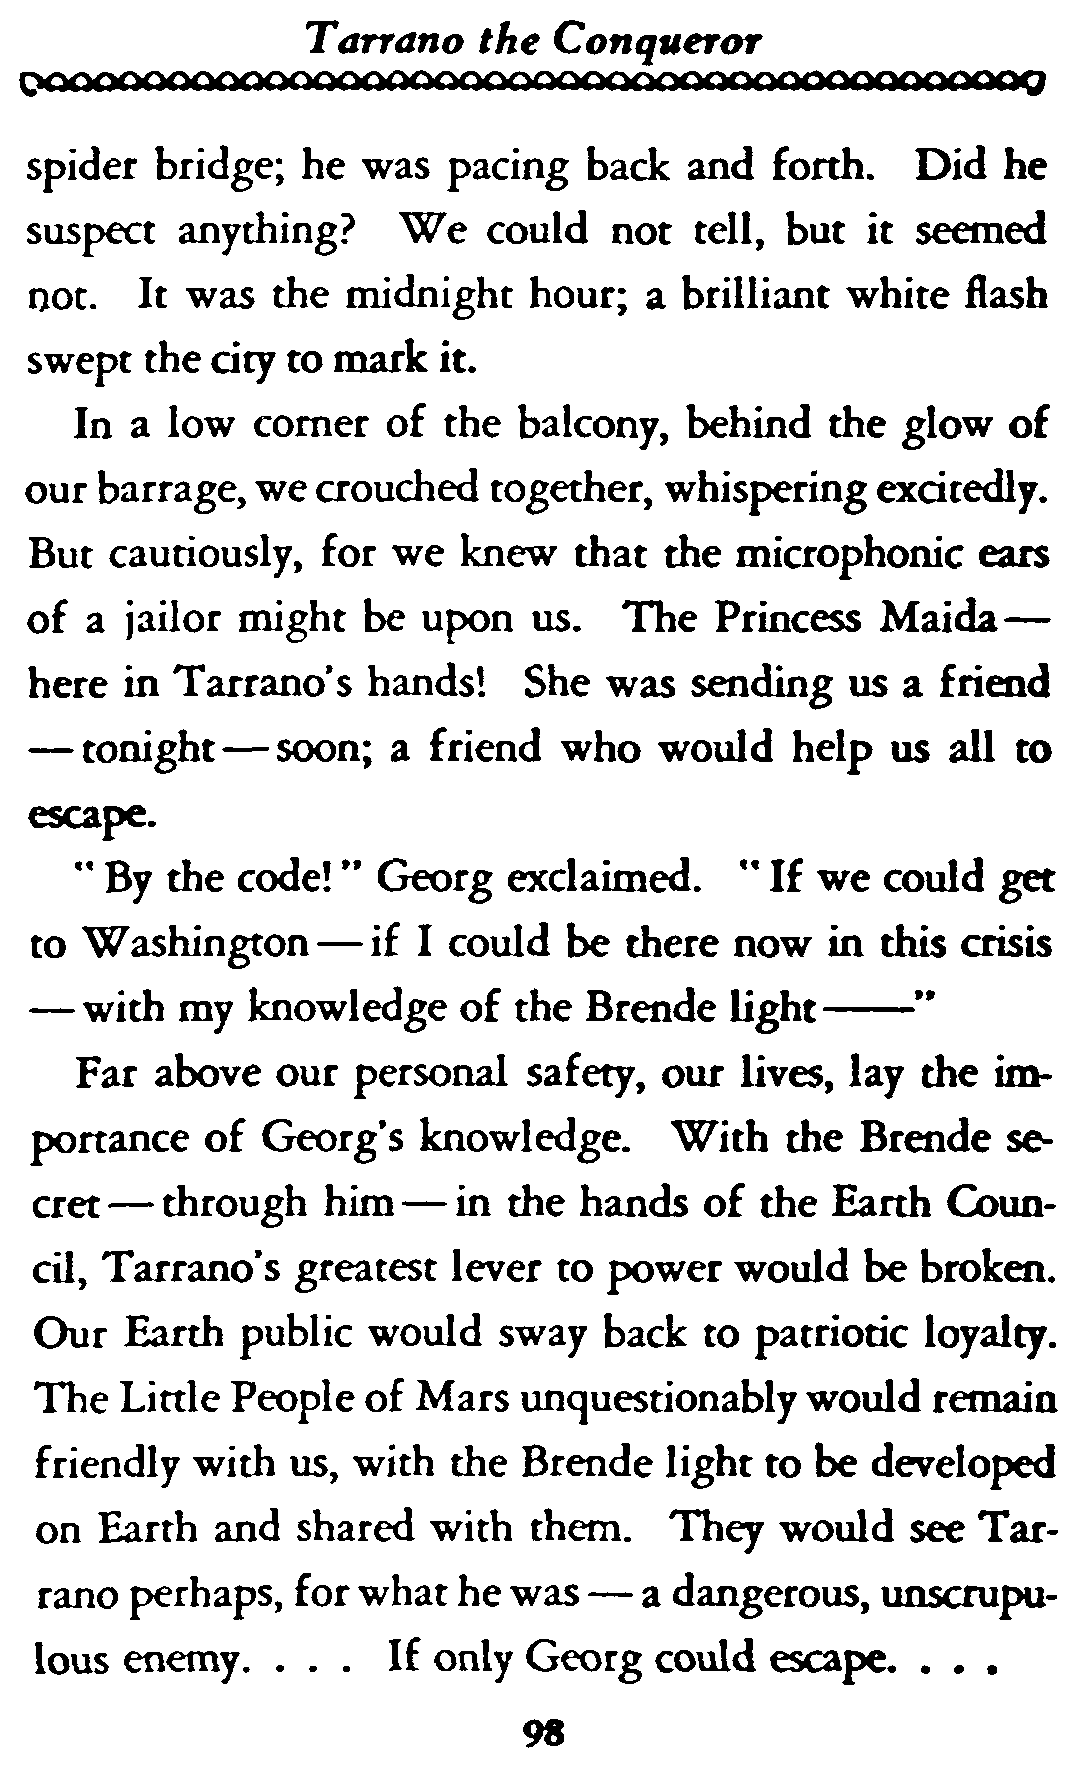 Tarrano the Conqueror
spider bridge; he was pacing back and forth. Did he
suspect anything? We could not tell, but it seemed
not. It was the midnight hour; a brilliant white flash
swept the city to mark it.
In a low corner of the balcony, behind the glow of
our barrage, we crouched together, whispering excitedly.
But cautiously, for we knew that the microphonic ears
of a jailor might be upon us. The Princess Maida—
here in Tarrano's hands! She was sending us a friend
—tonight—soon; a friend who would help us all to
escape.
"By the code!" Georg exclaimed. "If we could get
to Washington—if I could be there now in this crisis
—with my knowledge of the Brende light——"
Far above our personal safety, our lives, lay the im-
portance of Georg's knowledge. With the Brende se-
cret—through him—in the hands of the Earth Coun-
cil, Tarrano's greatest lever to power would be broken.
Our Earth public would sway back to patriotic loyalty.
The Little People of Mars unquestionably would remain
friendly with us, with the Brende light to be developed
on Earth and shared with them. They would see Tar-
rano perhaps, for what he was—a dangerous, unscrupu-
lous enemy. . . . If only Georg could escape. . . .
98